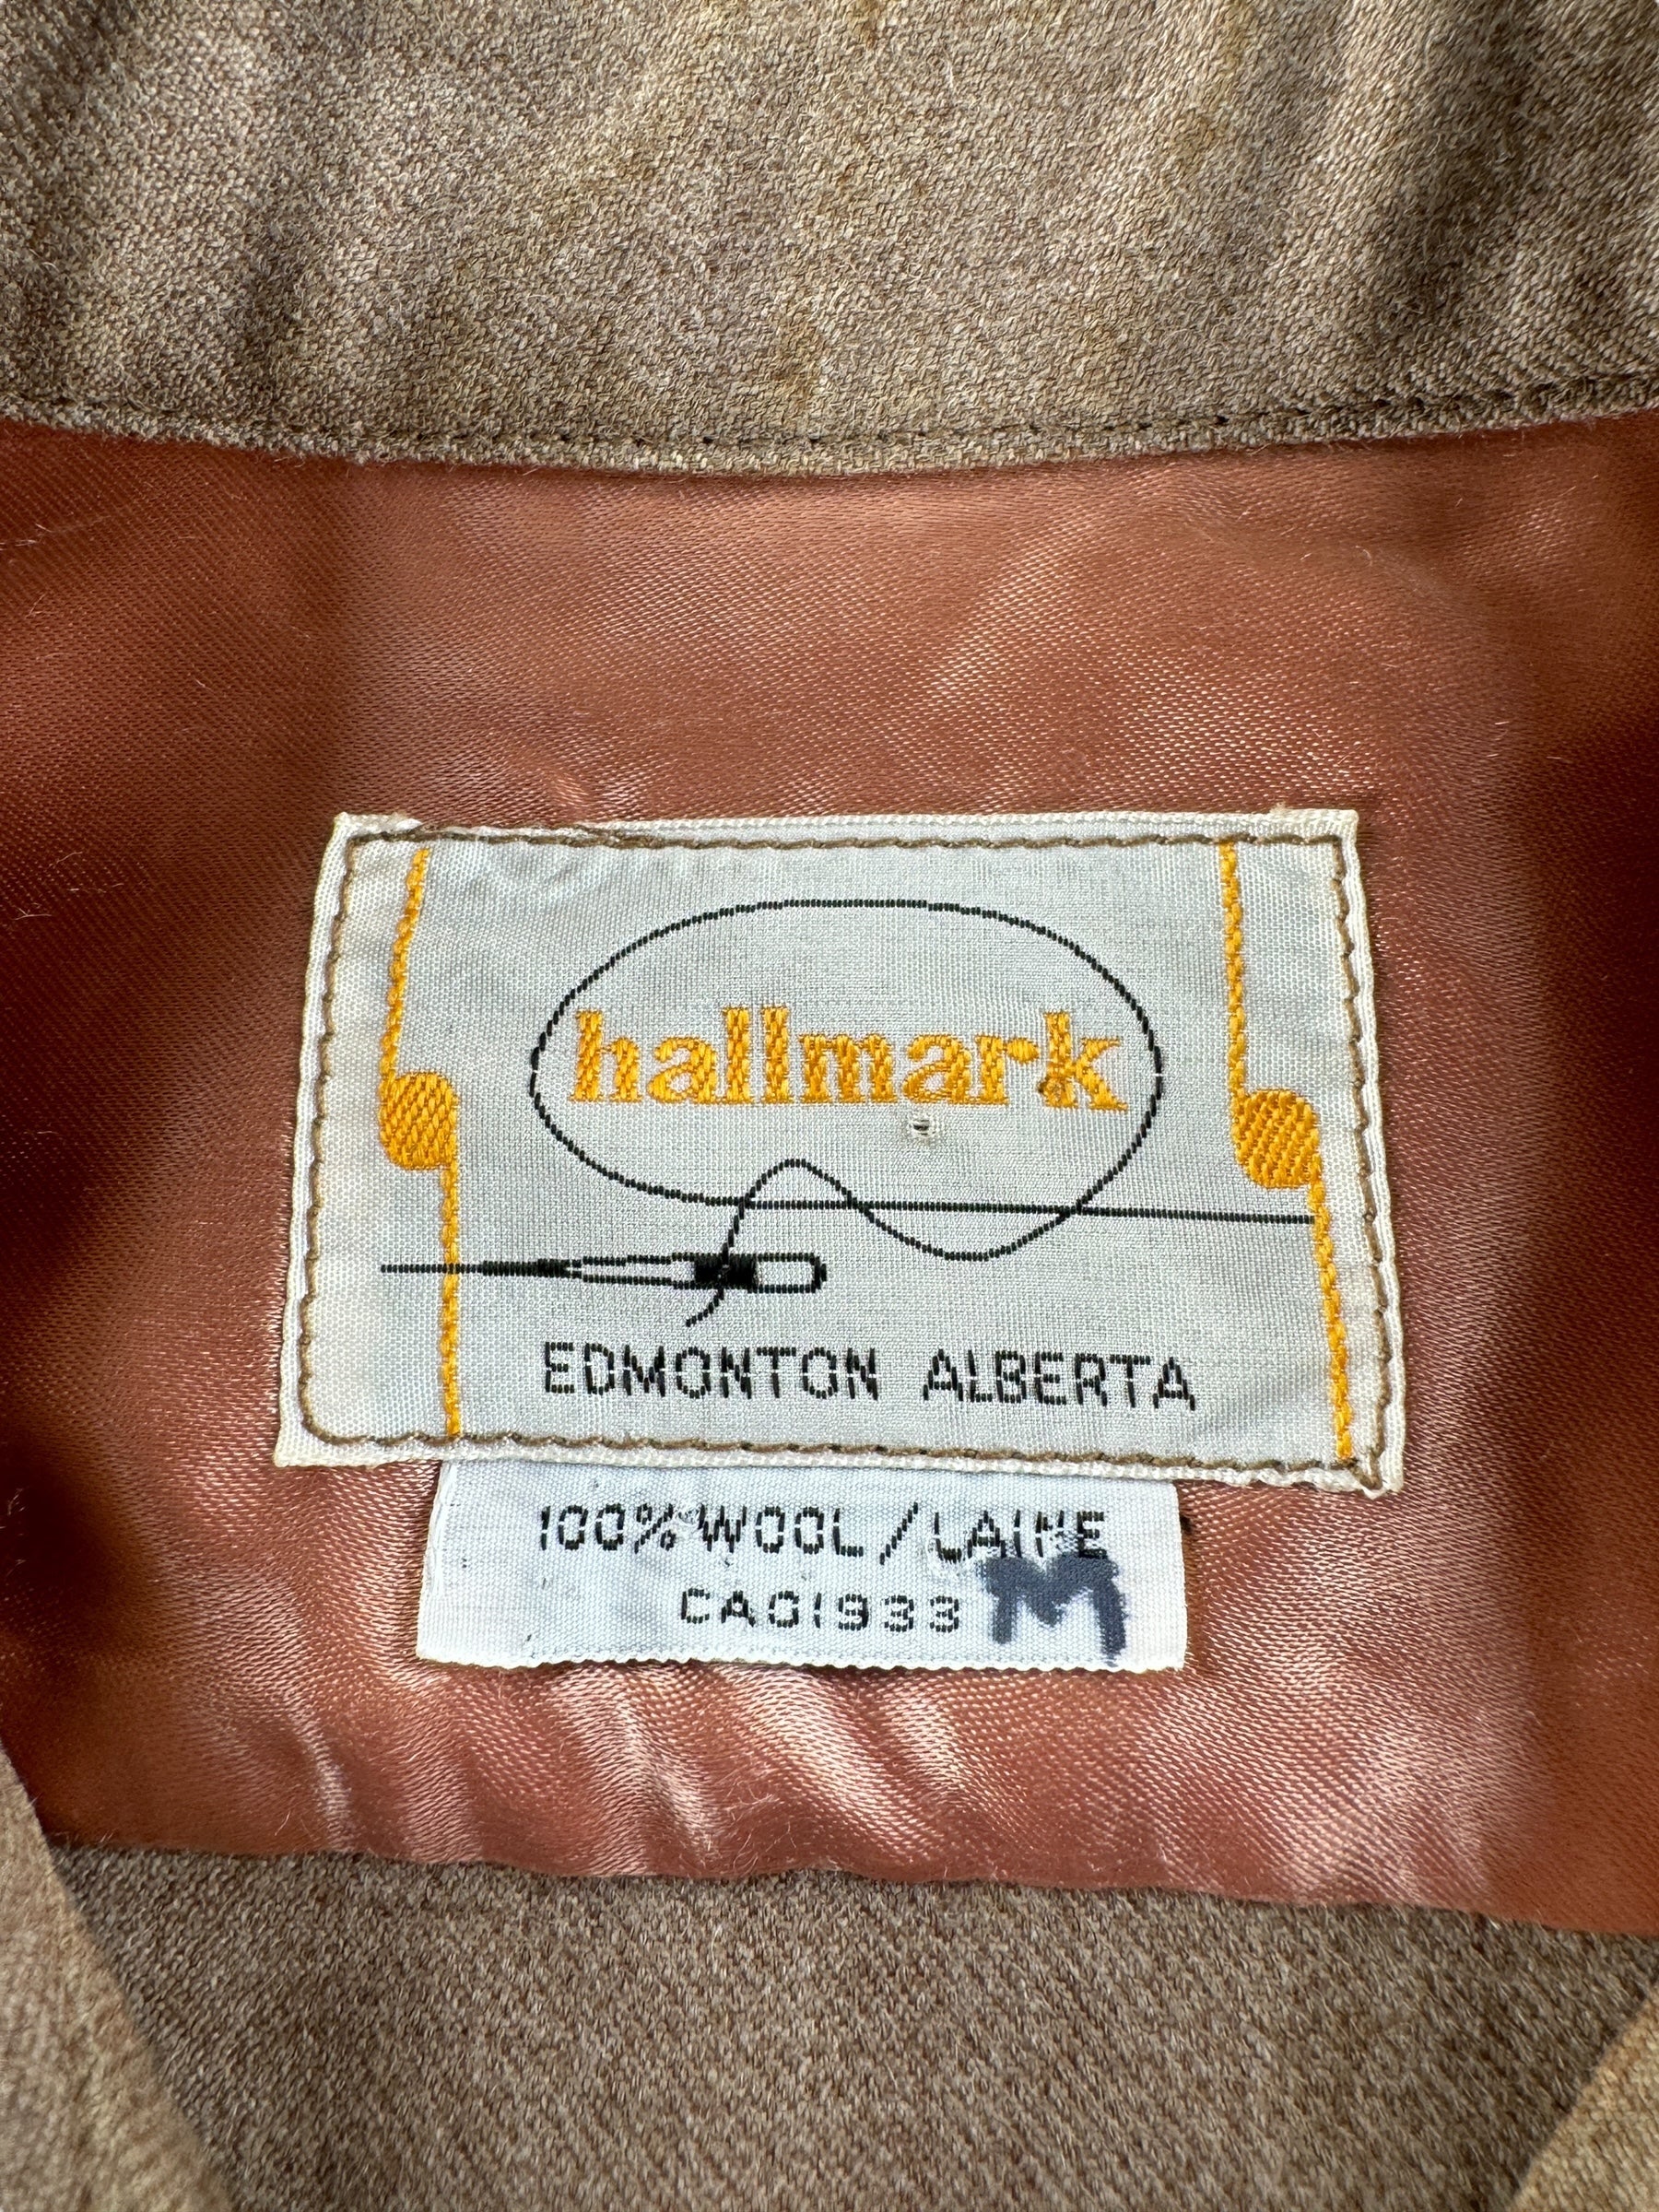 hallmark
EDMONTON ALBERTA
100% WOOL / LAINE
CA01933 M